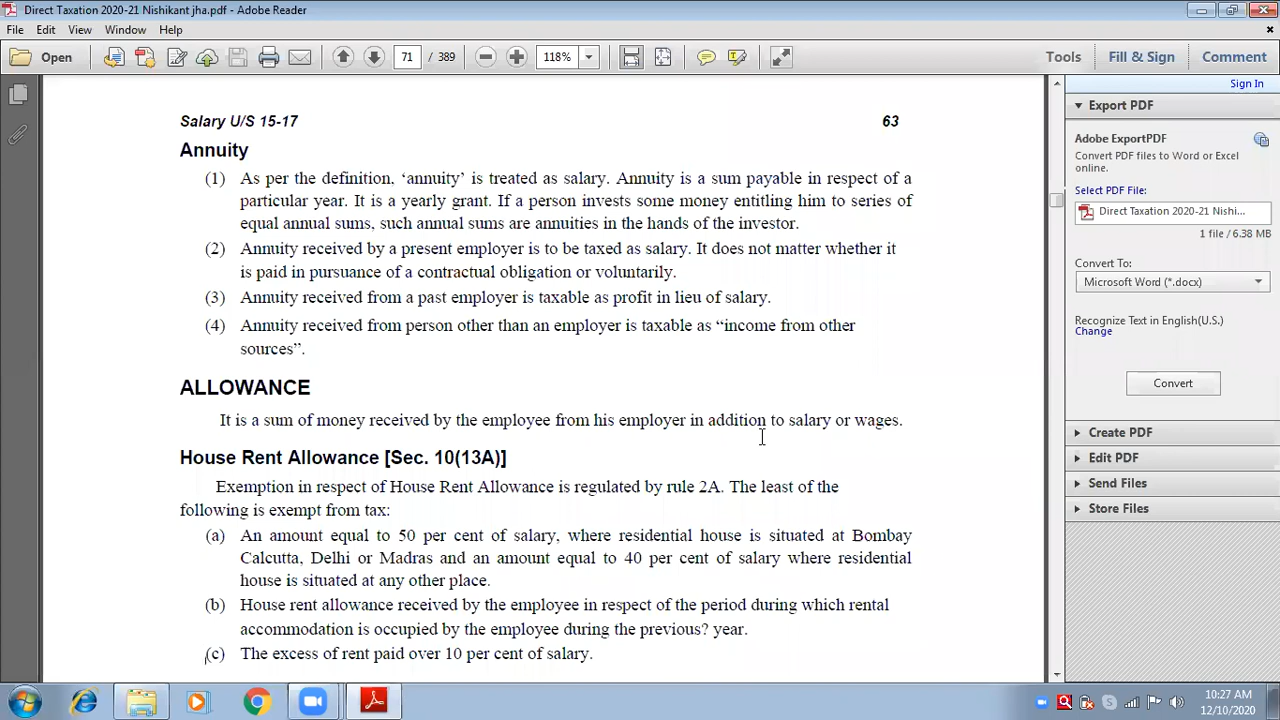 Direct Taxation 2020-21 Nishikant jha.pdf - Adobe Reader
File Edit View Window Help
Open 71 / 389 118% Tools Fill & Sign Comment
Sign In
Salary U/S 15-17 63
Annuity
(1) As per the definition, ‘annuity’ is treated as salary. Annuity is a sum payable in respect of a
particular year. It is a yearly grant. If a person invests some money entitling him to series of
equal annual sums, such annual sums are annuities in the hands of the investor.
(2) Annuity received by a present employer is to be taxed as salary. It does not matter whether it
is paid in pursuance of a contractual obligation or voluntarily.
(3) Annuity received from a past employer is taxable as profit in lieu of salary.
(4) Annuity received from person other than an employer is taxable as “income from other
sources”.
ALLOWANCE
It is a sum of money received by the employee from his employer in addition to salary or wages.
House Rent Allowance [Sec. 10(13A)]
Exemption in respect of House Rent Allowance is regulated by rule 2A. The least of the
following is exempt from tax:
(a) An amount equal to 50 per cent of salary, where residential house is situated at Bombay
Calcutta, Delhi or Madras and an amount equal to 40 per cent of salary where residential
house is situated at any other place.
(b) House rent allowance received by the employee in respect of the period during which rental
accommodation is occupied by the employee during the previous? year.
(c) The excess of rent paid over 10 per cent of salary.
Export PDF
Adobe ExportPDF
Convert PDF files to Word or Excel
online.
Select PDF File:
Direct Taxation 2020-21 Nishi...
1 file / 6.38 MB
Convert To:
Microsoft Word (*.docx)
Recognize Text in English(U.S.)
Change
Convert
Create PDF
Edit PDF
Send Files
Store Files
10:27 AM
12/10/2020